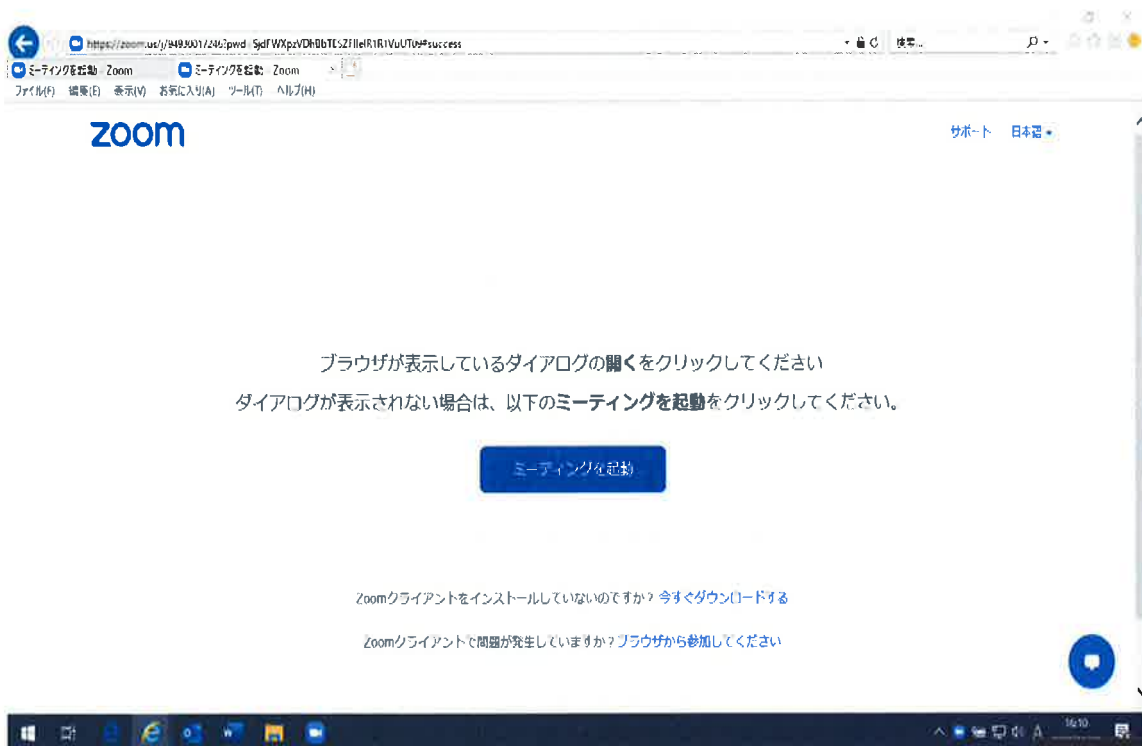 検索...
ミーティングを起動 - Zoom
ミーティングを起動 - Zoom
ファイル(F) 編集(E) 表示(V) お気に入り(A) ツール(T) ヘルプ(H)
zoom
サポート 日本語
ブラウザが表示しているダイアログの開くをクリックしてください
ダイアログが表示されない場合は、以下のミーティングを起動をクリックしてください。
ミーティングを起動
Zoomクライアントをインストールしていないのですか？今すぐダウンロードする
Zoomクライアントで問題が発生していますか？ブラウザから参加してください
A
16:10